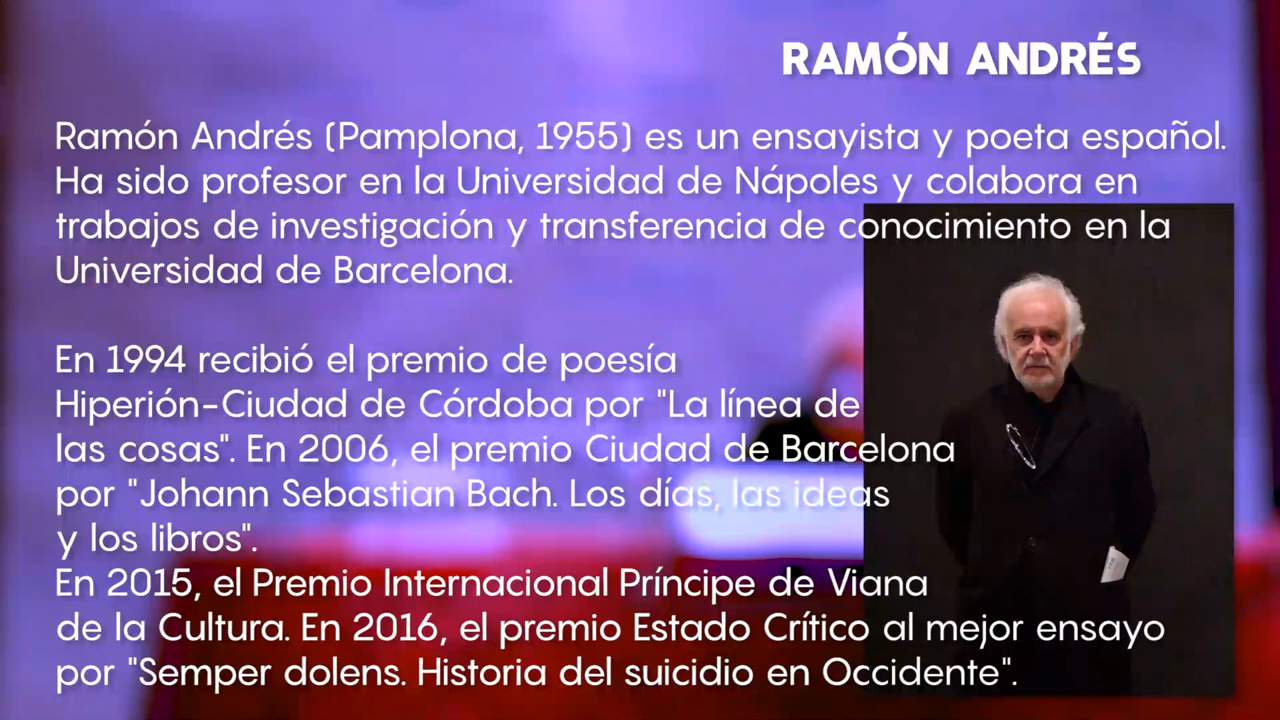 RAMÓN ANDRÉS
Ramón Andrés (Pamplona, 1955) es un ensayista y poeta español.
Ha sido profesor en la Universidad de Nápoles y colabora en
trabajos de investigación y transferencia de conocimiento en la
Universidad de Barcelona.
En 1994 recibió el premio de poesía
Hiperión-Ciudad de Córdoba por "La línea de
las cosas". En 2006, el premio Ciudad de Barcelona
por "Johann Sebastian Bach. Los días, las ideas
y los libros".
En 2015, el Premio Internacional Príncipe de Viana
de la Cultura. En 2016, el premio Estado Crítico al mejor ensayo
por "Semper dolens. Historia del suicidio en Occidente".